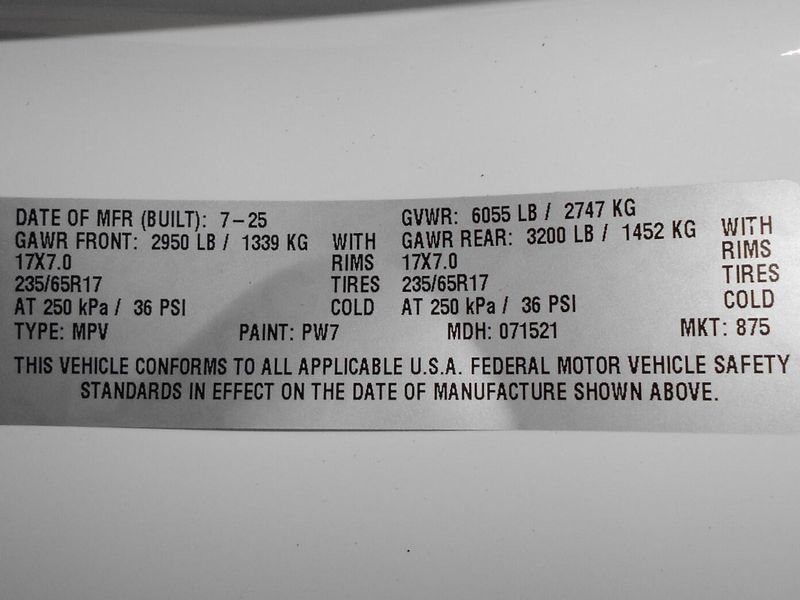 DATE OF MFR (BUILT): 7-25 GVWR: 6055 LB / 2747 KG
GAWR FRONT: 2950 LB / 1339 KG WITH GAWR REAR: 3200 LB / 1452 KG WITH
17X7.0 RIMS 17X7.0 RIMS
235/65R17 TIRES 235/65R17 TIRES
AT 250 kPa / 36 PSI COLD AT 250 kPa / 36 PSI COLD
TYPE: MPV PAINT: PW7 MDH: 071521 MKT: 875
THIS VEHICLE CONFORMS TO ALL APPLICABLE U.S.A. FEDERAL MOTOR VEHICLE SAFETY
STANDARDS IN EFFECT ON THE DATE OF MANUFACTURE SHOWN ABOVE.